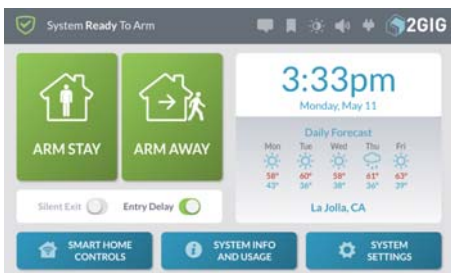 System Ready To Arm
2GIG
ARM STAY
ARM AWAY
3:33pm
Monday, May 11
Daily Forecast
Mon Tue Wed Thu Fri
58° 60° 58° 61° 63°
43° 36° 38° 36° 39°
La Jolla, CA
Silent Exit
Entry Delay
SMART HOME
CONTROLS
SYSTEM INFO
AND USAGE
SYSTEM
SETTINGS